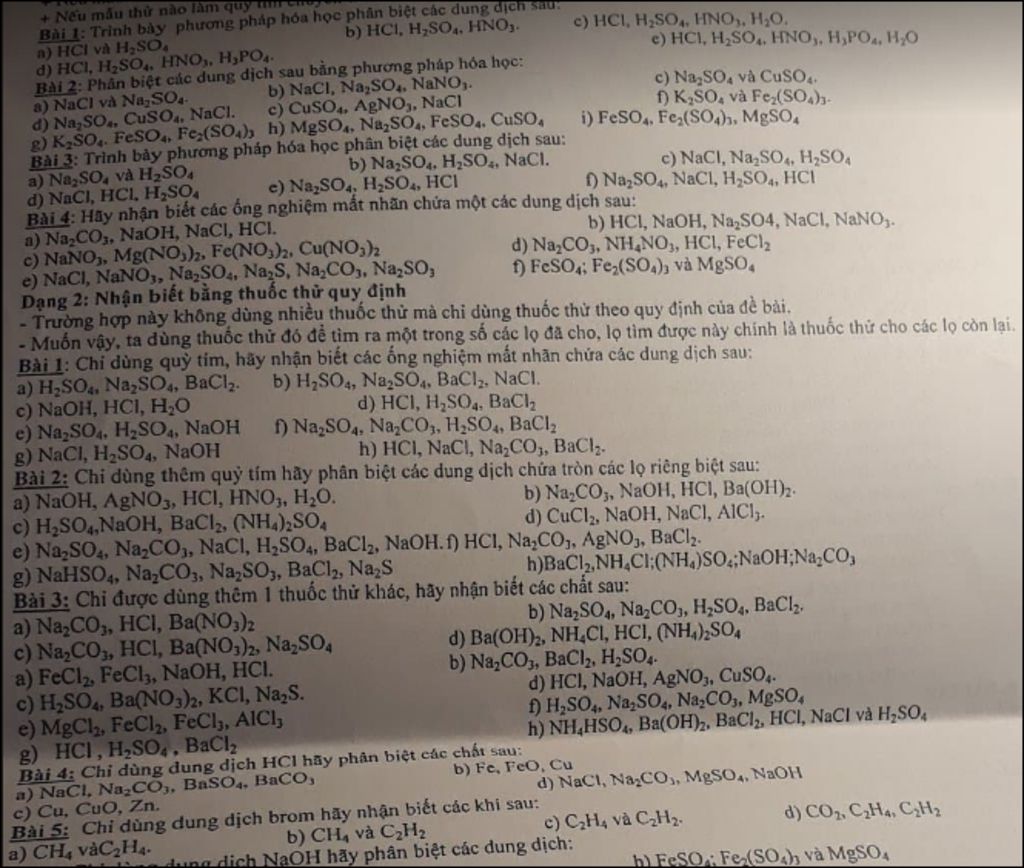 + Nếu mẫu thử nào làm quỳ tím
Bài 1: Trình bày phương pháp hóa học phân biệt các dung dịch sau:
a) HCl và H₂SO₄ b) HCl, H₂SO₄, HNO₃. c) HCl, H₂SO₄, HNO₃, H₂O.
d) HCl, H₂SO₄, HNO₃, H₃PO₄. e) HCl, H₂SO₄, HNO₃, H₃PO₄, H₂O
Bài 2: Phân biệt các dung dịch sau bằng phương pháp hóa học:
a) NaCl và Na₂SO₄. b) NaCl, Na₂SO₄, NaNO₃. c) Na₂SO₄ và CuSO₄.
d) Na₂SO₄, CuSO₄, NaCl. c) CuSO₄, AgNO₃, NaCl f) K₂SO₄ và Fe₂(SO₄)₃.
g) K₂SO₄. FeSO₄, Fe₂(SO₄)₃ h) MgSO₄, Na₂SO₄, FeSO₄, CuSO₄ i) FeSO₄, Fe₂(SO₄)₃, MgSO₄
Bài 3: Trình bày phương pháp hóa học phân biệt các dung dịch sau:
a) Na₂SO₄ và H₂SO₄ b) Na₂SO₄, H₂SO₄, NaCl. c) NaCl, Na₂SO₄, H₂SO₄
d) NaCl, HCl, H₂SO₄ e) Na₂SO₄, H₂SO₄, HCl f) Na₂SO₄, NaCl, H₂SO₄, HCl
Bài 4: Hãy nhận biết các ống nghiệm mất nhãn chứa một các dung dịch sau:
a) Na₂CO₃, NaOH, NaCl, HCl. b) HCl, NaOH, Na₂SO4, NaCl, NaNO₃.
c) NaNO₃, Mg(NO₃)₂, Fe(NO₃)₂, Cu(NO₃)₂ d) Na₂CO₃, NH₄NO₃, HCl, FeCl₂
e) NaCl, NaNO₃, Na₂SO₄, Na₂S, Na₂CO₃, Na₂SO₃ f) FeSO₄; Fe₂(SO₄)₃ và MgSO₄
Dạng 2: Nhận biết bằng thuốc thử quy định
- Trường hợp này không dùng nhiều thuốc thử mà chỉ dùng thuốc thử theo quy định của đề bài.
- Muốn vậy, ta dùng thuốc thử đó để tìm ra một trong số các lọ đã cho, lọ tìm được này chính là thuốc thử cho các lọ còn lại.
Bài 1: Chỉ dùng quỳ tím, hãy nhận biết các ống nghiệm mất nhãn chứa các dung dịch sau:
a) H₂SO₄, Na₂SO₄, BaCl₂. b) H₂SO₄, Na₂SO₄, BaCl₂, NaCl.
c) NaOH, HCl, H₂O d) HCl, H₂SO₄, BaCl₂
e) Na₂SO₄, H₂SO₄, NaOH f) Na₂SO₄, Na₂CO₃, H₂SO₄, BaCl₂
g) NaCl, H₂SO₄, NaOH h) HCl, NaCl, Na₂CO₃, BaCl₂.
Bài 2: Chỉ dùng thêm quỳ tím hãy phân biệt các dung dịch chứa tròn các lọ riêng biệt sau:
a) NaOH, AgNO₃, HCl, HNO₃, H₂O. b) Na₂CO₃, NaOH, HCl, Ba(OH)₂.
c) H₂SO₄,NaOH, BaCl₂, (NH₄)₂SO₄ d) CuCl₂, NaOH, NaCl, AlCl₃.
e) Na₂SO₄, Na₂CO₃, NaCl, H₂SO₄, BaCl₂, NaOH. f) HCl, Na₂CO₃, AgNO₃, BaCl₂.
g) NaHSO₄, Na₂CO₃, Na₂SO₃, BaCl₂, Na₂S h)BaCl₂,NH₄Cl;(NH₄)SO₄;NaOH;Na₂CO₃
Bài 3: Chỉ được dùng thêm 1 thuốc thử khác, hãy nhận biết các chất sau:
a) Na₂CO₃, HCl, Ba(NO₃)₂ b) Na₂SO₄, Na₂CO₃, H₂SO₄, BaCl₂.
c) Na₂CO₃, HCl, Ba(NO₃)₂, Na₂SO₄ d) Ba(OH)₂, NH₄Cl, HCl, (NH₄)₂SO₄
a) FeCl₂, FeCl₃, NaOH, HCl. b) Na₂CO₃, BaCl₂, H₂SO₄.
c) H₂SO₄, Ba(NO₃)₂, KCl, Na₂S. d) HCl, NaOH, AgNO₃, CuSO₄.
e) MgCl₂, FeCl₂, FeCl₃, AlCl₃ f) H₂SO₄, Na₂SO₄, Na₂CO₃, MgSO₄
g) HCl , H₂SO₄ , BaCl₂ h) NH₄HSO₄, Ba(OH)₂, BaCl₂, HCl, NaCl và H₂SO₄
Bài 4: Chỉ dùng dung dịch HCl hãy phân biệt các chất sau:
a) NaCl, Na₂CO₃, BaSO₄, BaCO₃ b) Fe, FeO, Cu
c) Cu, CuO, Zn. d) NaCl, Na₂CO₃, MgSO₄, NaOH
Bài 5: Chỉ dùng dung dịch brom hãy nhận biết các khí sau:
a) CH₄ vàC₂H₄. b) CH₄ và C₂H₂ c) C₂H₄ và C₂H₂. d) CO₂, C₂H₄, C₂H₂
dùng dung dịch NaOH hãy phân biệt các dung dịch:
b) FeSO₄; Fe₂(SO₄)₃ và MgSO₄